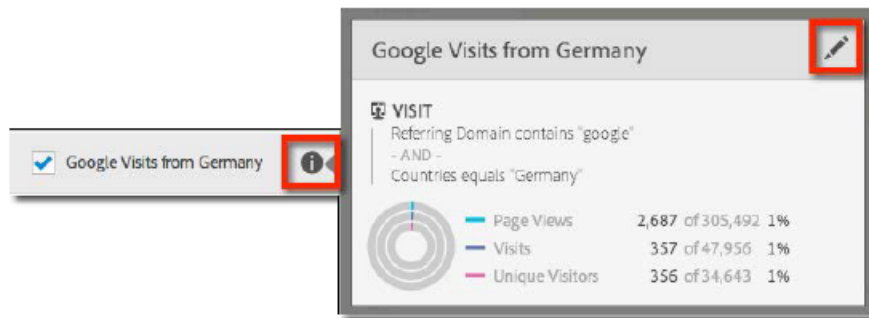 Google Visits from Germany
Google Visits from Germany
VISIT
Referring Domain contains "google"
- AND -
Countries equals "Germany"
Page Views 2,687 of 305,492 1%
Visits 357 of 47,956 1%
Unique Visitors 356 of 34,643 1%